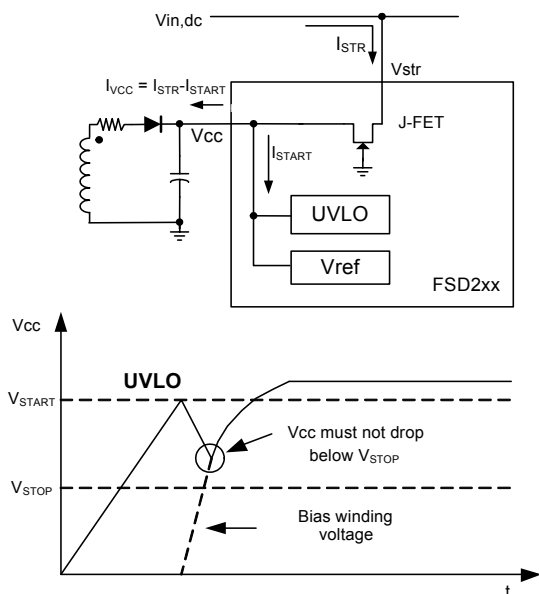 Vin,dc
ISTR
Vstr
IVCC = ISTR-ISTART
J-FET
Vcc
ISTART
UVLO
Vref
FSD2xx
Vcc
UVLO
VSTART
Vcc must not drop
below VSTOP
VSTOP
Bias winding
voltage
t